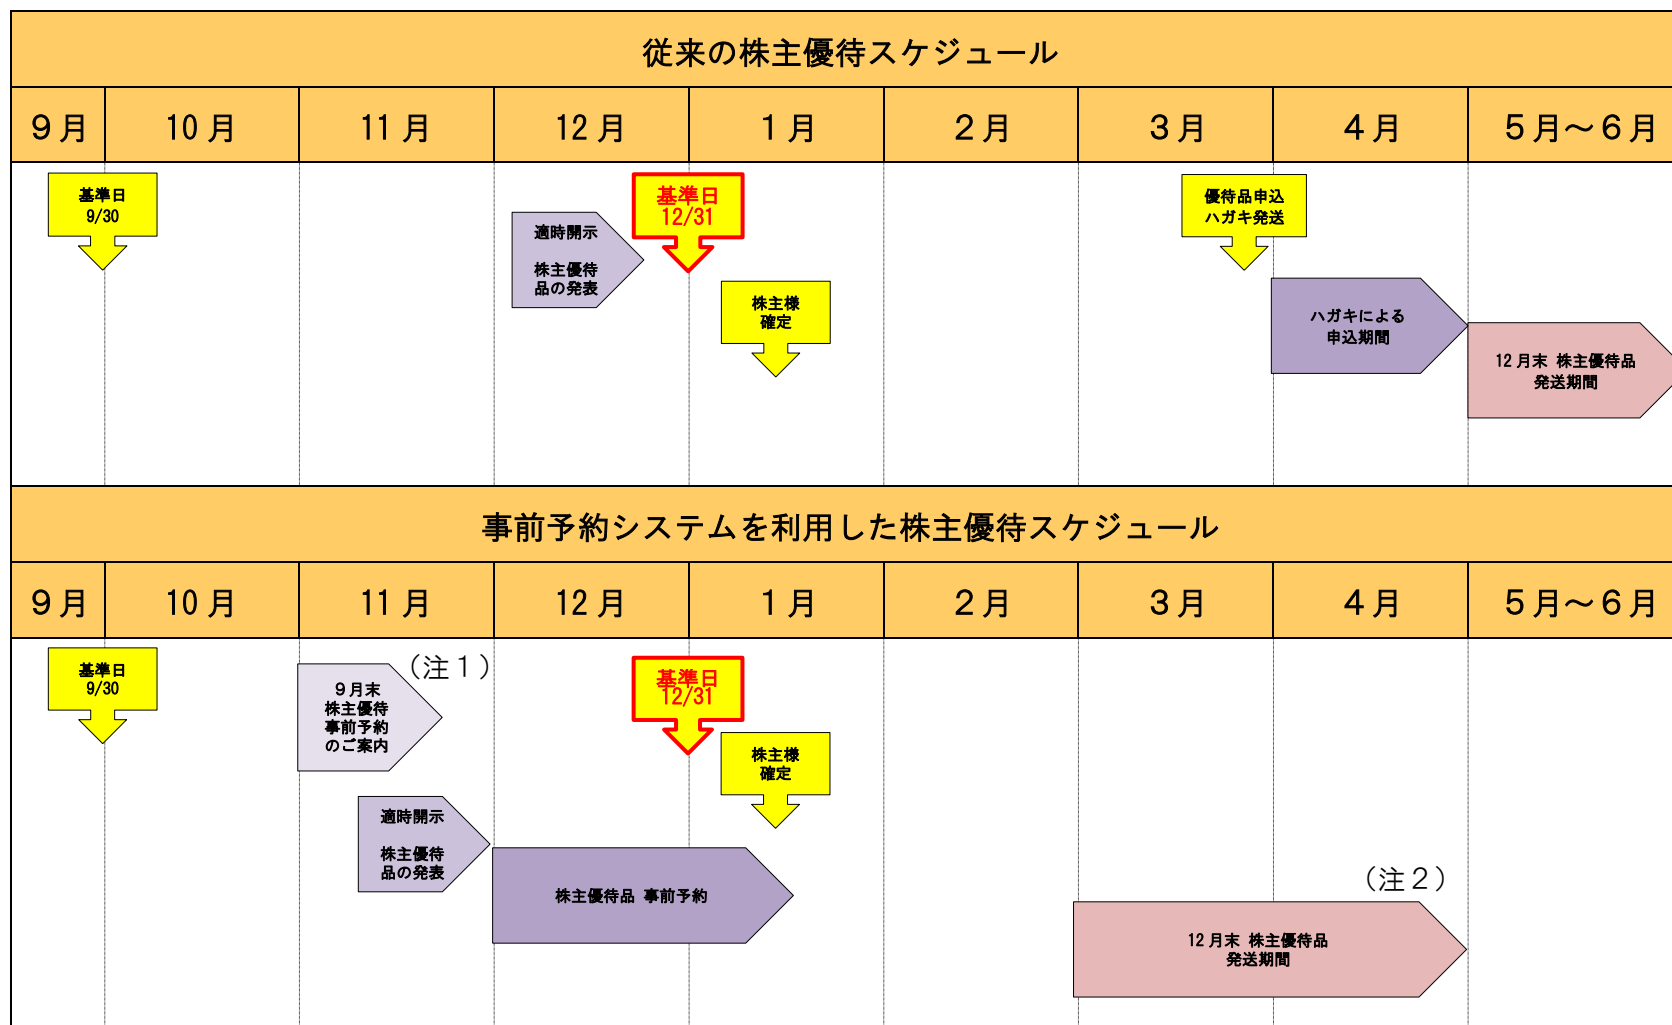 従来の株主優待スケジュール
９月 10月 11月 12月 １月 ２月 ３月 ４月 ５月～６月
基準日
9/30
適時開示
株主優待
品の発表
基準日
12/31
株主様
確定
優待品申込
ハガキ発送
ハガキによる
申込期間
12月末 株主優待品
発送期間
事前予約システムを利用した株主優待スケジュール
９月 10月 11月 12月 １月 ２月 ３月 ４月 ５月～６月
基準日
9/30
９月末
株主優待
事前予約
のご案内
（注１）
適時開示
株主優待
品の発表
基準日
12/31
株主様
確定
株主優待品 事前予約
（注２）
12月末 株主優待品
発送期間